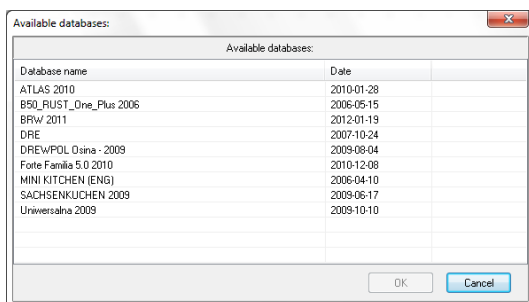 Available databases:
Available databases:
Database name Date
ATLAS 2010 2010-01-28
B50_RUST_One_Plus 2006 2006-05-15
BRW 2011 2012-01-19
DRE 2007-10-24
DREWPOL Osina - 2009 2009-08-04
Forte Familia 5.0 2010 2010-12-08
MINI KITCHEN (ENG) 2006-04-10
SACHSENKUCHEN 2009 2009-06-17
Uniwersalna 2009 2009-10-10
OK Cancel